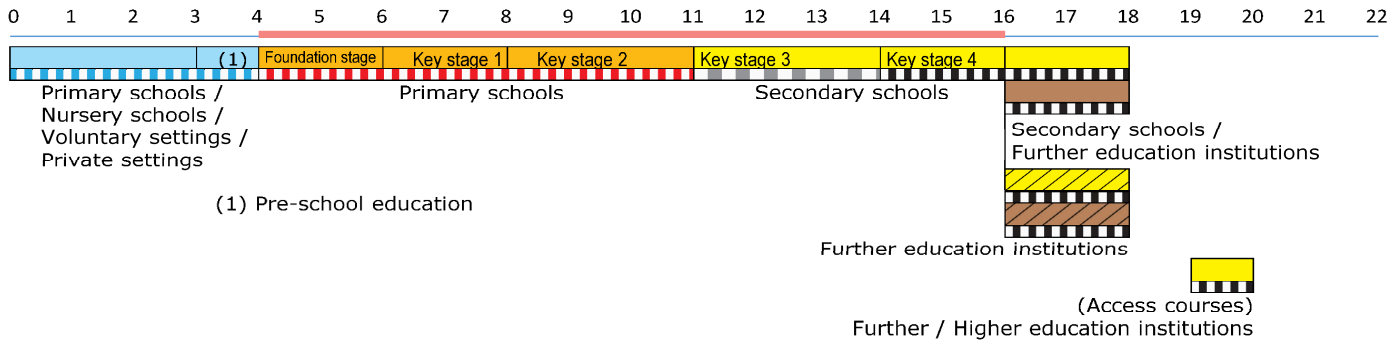 0 1 2 3 4 5 6 7 8 9 10 11 12 13 14 15 16 17 18 19 20 21 22
(1) Foundation stage Key stage 1 Key stage 2 Key stage 3 Key stage 4
Primary schools /
Nursery schools /
Voluntary settings /
Private settings
Primary schools
Secondary schools
Secondary schools /
Further education institutions
(1) Pre-school education
Further education institutions
(Access courses)
Further / Higher education institutions